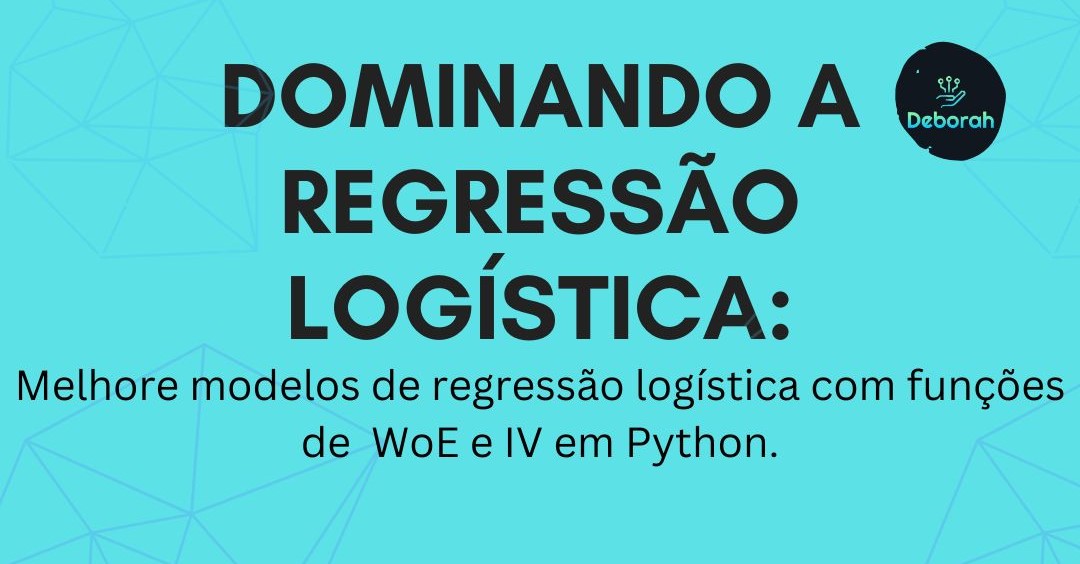 DOMINANDO A
Deborah
REGRESSÃO
LOGÍSTICA:
Melhore modelos de regressão logística com funções
de WoE e IV em Python.